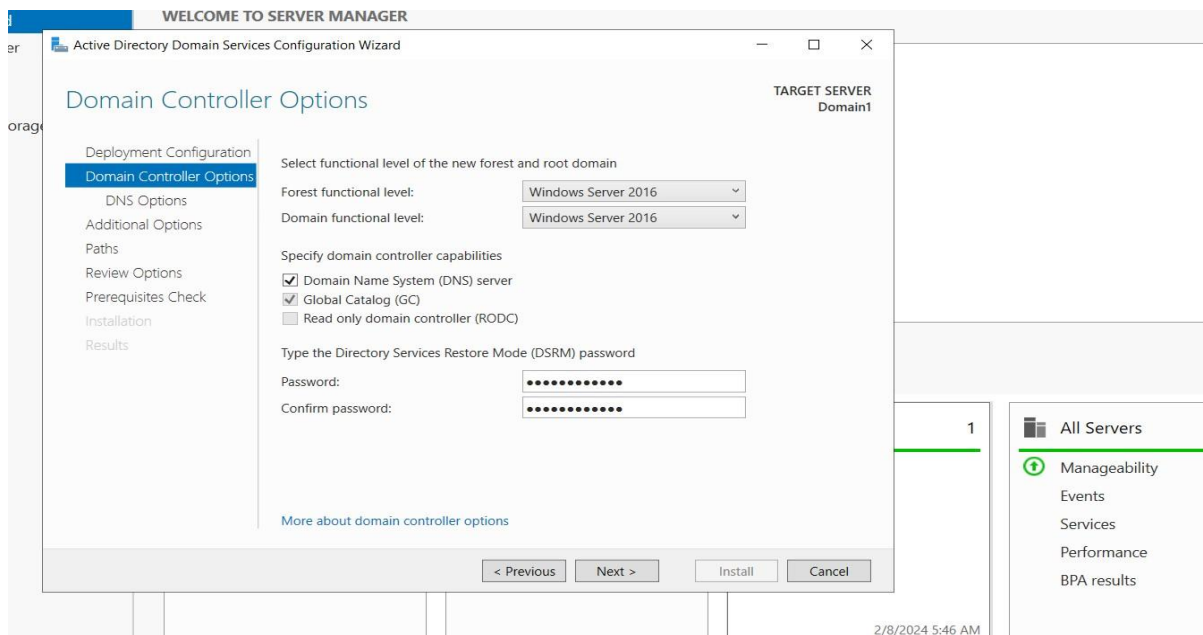 WELCOME TO SERVER MANAGER
er
orage
Active Directory Domain Services Configuration Wizard
Domain Controller Options
TARGET SERVER
Domain1
Deployment Configuration
Domain Controller Options
DNS Options
Additional Options
Paths
Review Options
Prerequisites Check
Installation
Results
Select functional level of the new forest and root domain
Forest functional level: Windows Server 2016
Domain functional level: Windows Server 2016
Specify domain controller capabilities
Domain Name System (DNS) server
Global Catalog (GC)
Read only domain controller (RODC)
Type the Directory Services Restore Mode (DSRM) password
Password: ●●●●●●●●●●●●
Confirm password: ●●●●●●●●●●●●
More about domain controller options
< Previous Next > Install Cancel
1
All Servers
Manageability
Events
Services
Performance
BPA results
2/8/2024 5:46 AM